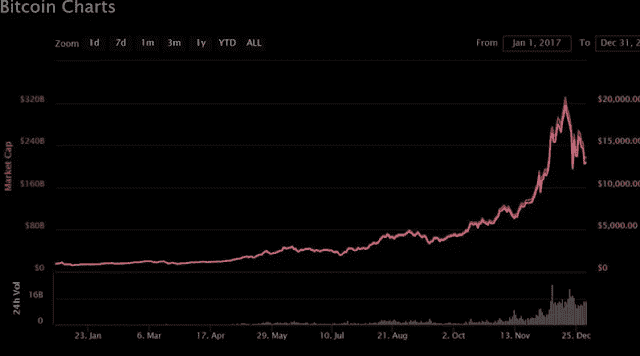 Bitcoin Charts
Zoom 1d 7d 1m 3m 1y YTD ALL From Jan 1, 2017 To Dec 31, 2
$320B $20,000.00
$240B $15,000.00
$160B $10,000.00
$80B $5,000.00
$0 $0
Market Cap
16B
0
24h Vol
23. Jan 6. Mar 17. Apr 29. May 10. Jul 21. Aug 2. Oct 13. Nov 25. Dec